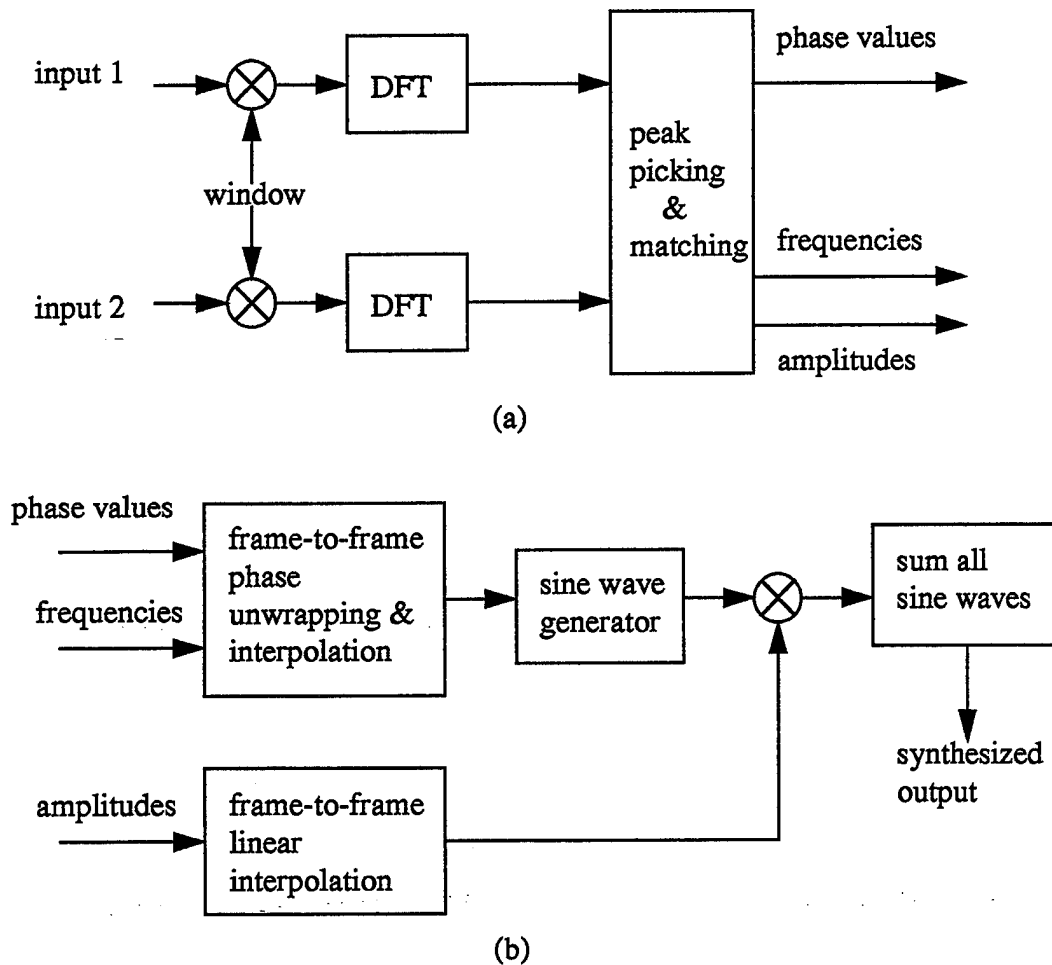 phase values
input 1
DFT
peak
picking
&
matching
window
frequencies
input 2
DFT
amplitudes
(a)
phase values
frequencies
frame-to-frame
phase
unwrapping &
interpolation
sine wave
generator
sum all
sine waves
synthesized
output
amplitudes
frame-to-frame
linear
interpolation
(b)